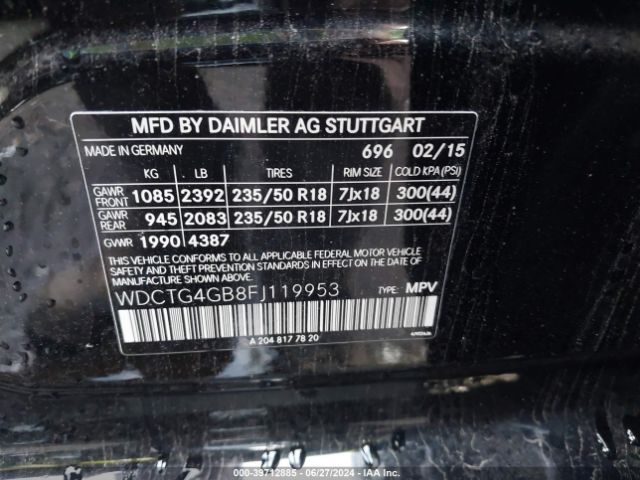 MFD BY DAIMLER AG STUTTGART
MADE IN GERMANY 696 02/15
KG LB TIRES RIM SIZE COLD KPA (PSI)
GAWR FRONT 1085 2392 235/50 R18 7Jx18 300(44)
GAWR REAR 945 2083 235/50 R18 7Jx18 300(44)
GVWR 1990 4387
THIS VEHICLE CONFORMS TO ALL APPLICABLE FEDERAL MOTOR VEHICLE
SAFETY AND THEFT PREVENTION STANDARDS IN EFFECT ON THE DATE
OF MANUFACTURE SHOWN ABOVE.
WDCTG4GB8FJ119953 TYPE: MPV
A 204 817 78 20
000-39712885 - 06/27/2024 - IAAI Inc.